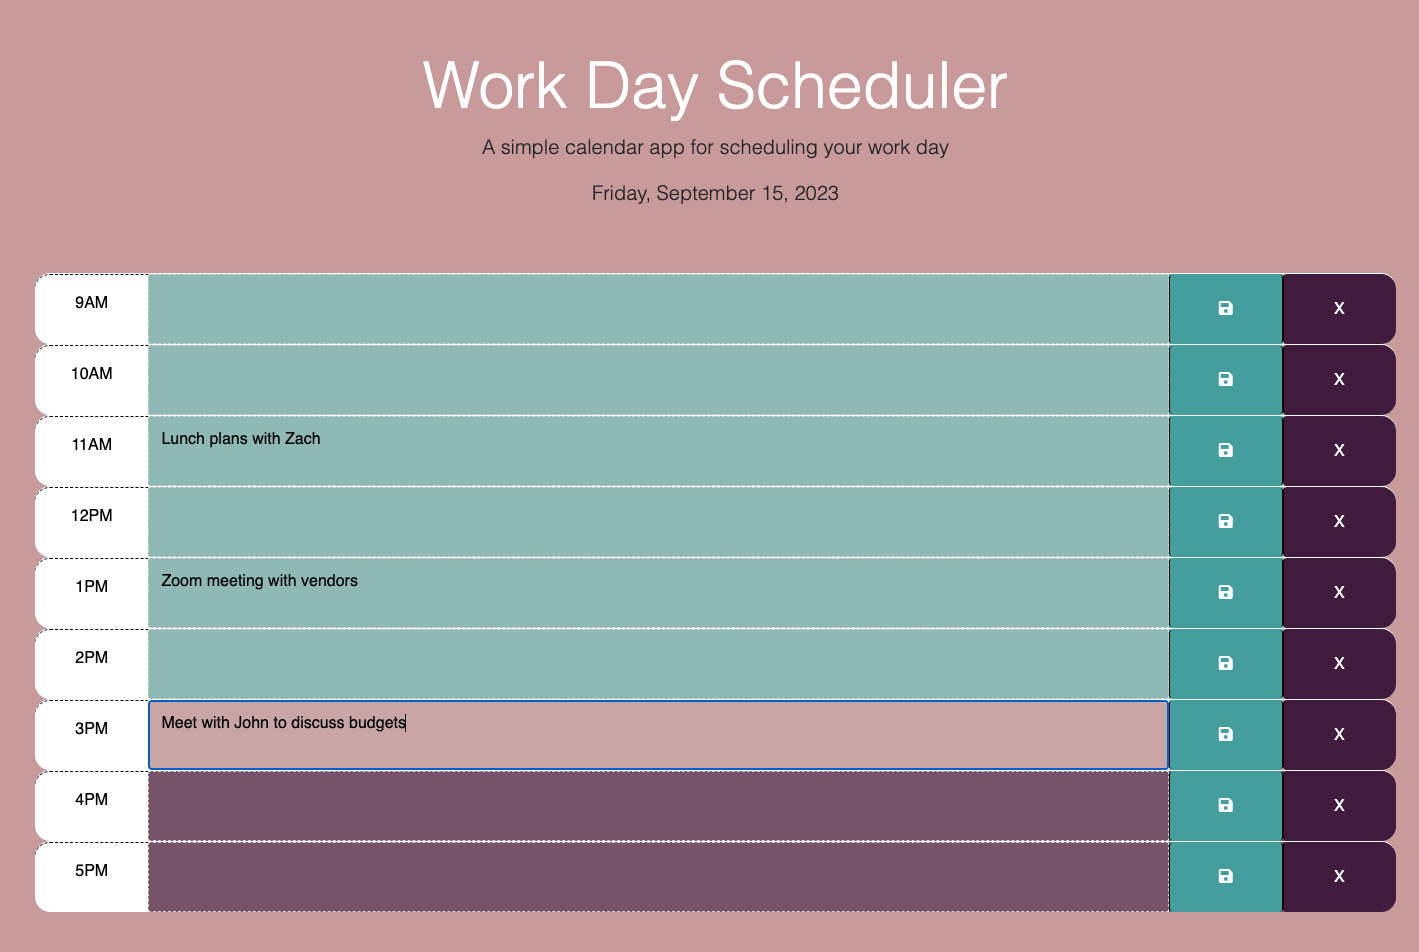 Work Day Scheduler
A simple calendar app for scheduling your work day
Friday, September 15, 2023
9AM X
10AM X
11AM Lunch plans with Zach X
12PM X
1PM Zoom meeting with vendors X
2PM X
3PM Meet with John to discuss budgets X
4PM X
5PM X